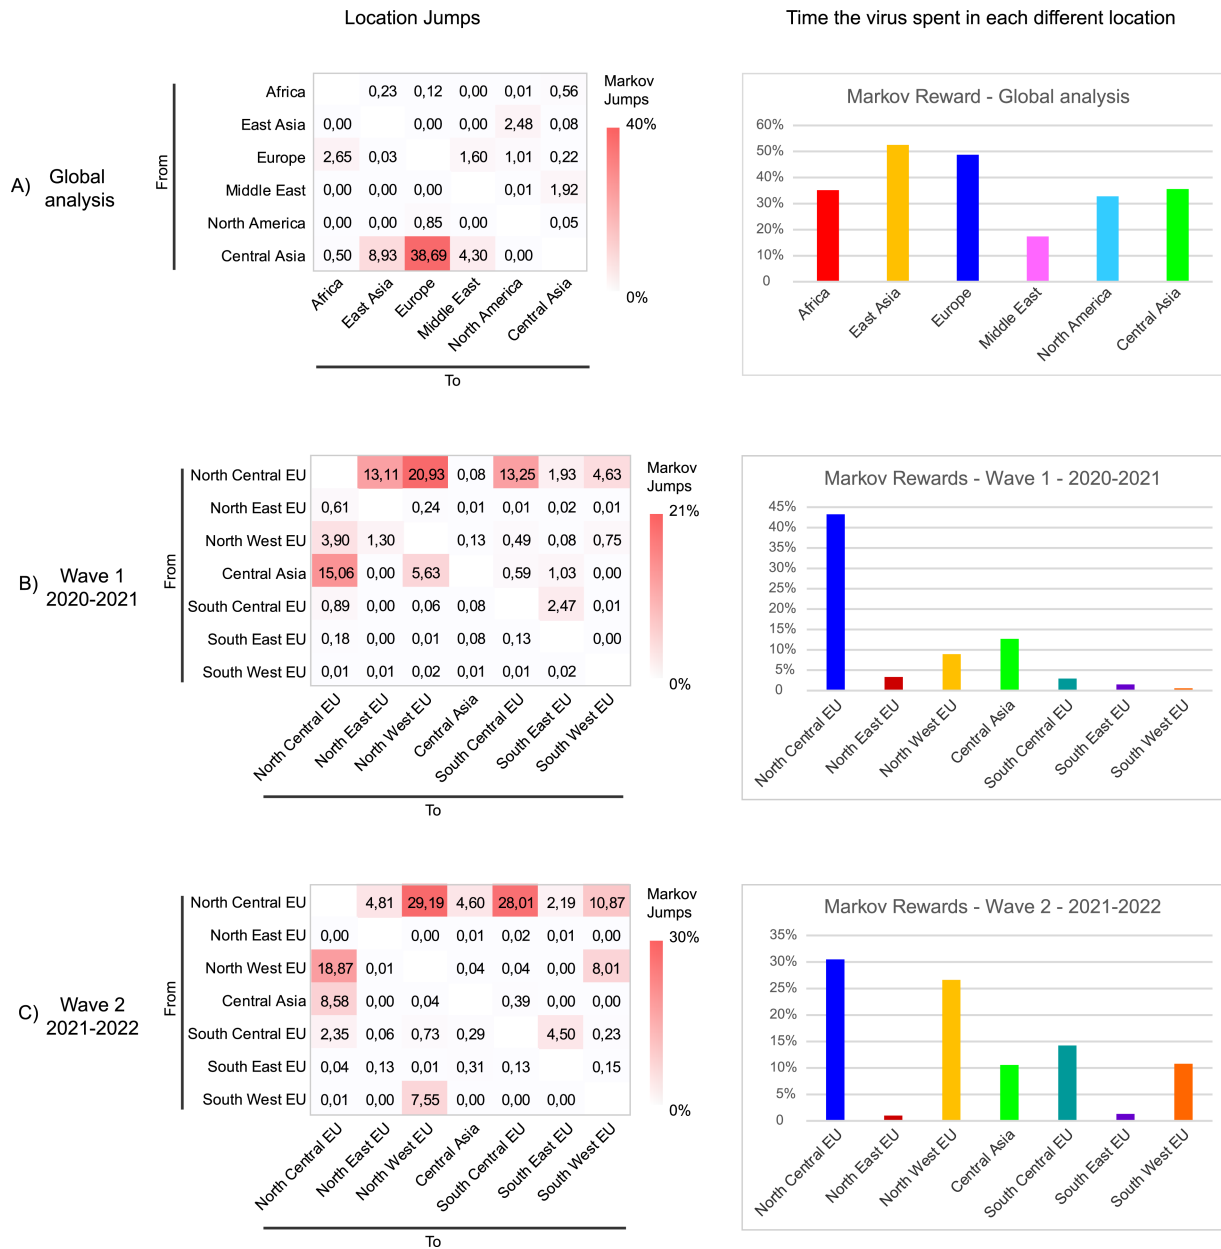 Location Jumps
Time the virus spent in each different location
A) Global analysis
From
Africa 0,23 0,12 0,00 0,01 0,56
East Asia 0,00 0,00 0,00 2,48 0,08
Europe 2,65 0,03 1,60 1,01 0,22
Middle East 0,00 0,00 0,00 0,01 1,92
North America 0,00 0,00 0,85 0,00 0,05
Central Asia 0,50 8,93 38,69 4,30 0,00
Africa East Asia Europe Middle East North America Central Asia
To
Markov Jumps
40%
0%
Markov Reward - Global analysis
60%
50%
40%
30%
20%
10%
0
Africa East Asia Europe Middle East North America Central Asia
B) Wave 1 2020-2021
From
North Central EU 13,11 20,93 0,08 13,25 1,93 4,63
North East EU 0,61 0,24 0,01 0,01 0,02 0,01
North West EU 3,90 1,30 0,13 0,49 0,08 0,75
Central Asia 15,06 0,00 5,63 0,59 1,03 0,00
South Central EU 0,89 0,00 0,06 0,08 2,47 0,01
South East EU 0,18 0,00 0,01 0,08 0,13 0,00
South West EU 0,01 0,01 0,02 0,01 0,01 0,02
North Central EU North East EU North West EU Central Asia South Central EU South East EU South West EU
To
Markov Jumps
21%
0%
Markov Rewards - Wave 1 - 2020-2021
45%
40%
35%
30%
25%
20%
15%
10%
5%
0
North Central EU North East EU North West EU Central Asia South Central EU South East EU South West EU
C) Wave 2 2021-2022
From
North Central EU 4,81 29,19 4,60 28,01 2,19 10,87
North East EU 0,00 0,00 0,01 0,02 0,01 0,00
North West EU 18,87 0,01 0,04 0,04 0,00 8,01
Central Asia 8,58 0,00 0,04 0,39 0,00 0,00
South Central EU 2,35 0,06 0,73 0,29 4,50 0,23
South East EU 0,04 0,13 0,01 0,31 0,13 0,15
South West EU 0,01 0,00 7,55 0,00 0,00 0,00
North Central EU North East EU North West EU Central Asia South Central EU South East EU South West EU
To
Markov Jumps
30%
0%
Markov Rewards - Wave 2 - 2021-2022
35%
30%
25%
20%
15%
10%
5%
0
North Central EU North East EU North West EU Central Asia South Central EU South East EU South West EU